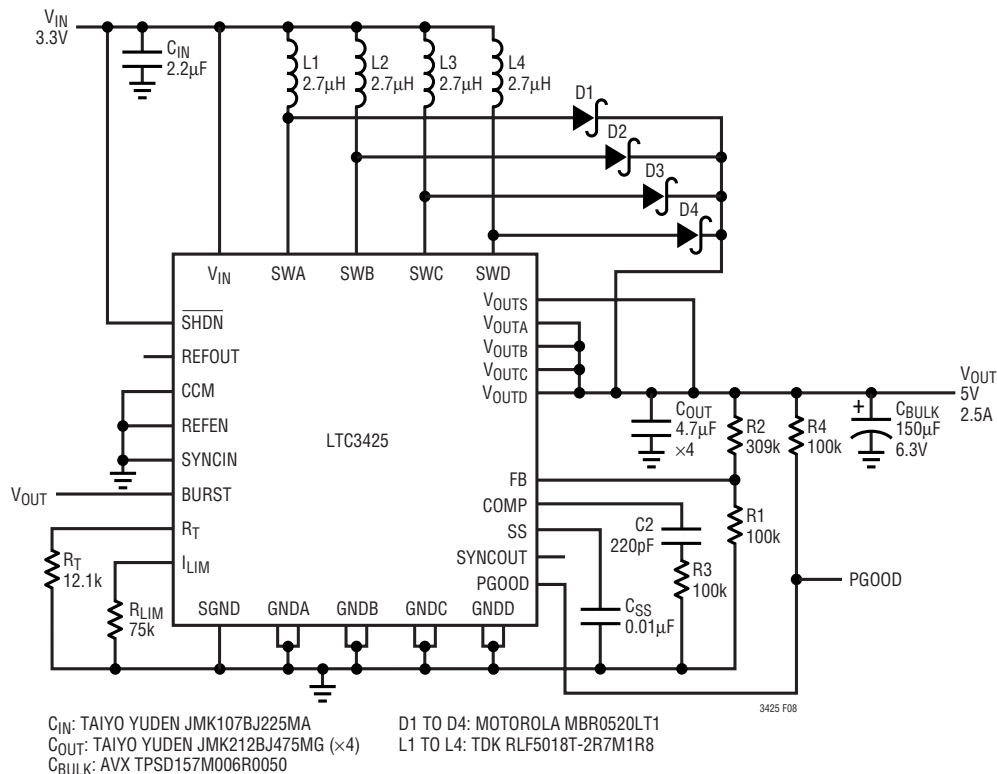 VIN
3.3V
CIN
2.2µF
L1
2.7µH
L2
2.7µH
L3
2.7µH
L4
2.7µH
D1
D2
D3
D4
VIN
SWA
SWB
SWC
SWD
SHDN
REFOUT
CCM
REFEN
SYNCIN
BURST
RT
ILIM
VOUT
LTC3425
VOUTS
VOUTA
VOUTB
VOUTC
VOUTD
FB
COMP
SS
SYNCOUT
PGOOD
SGND
GNDA
GNDB
GNDC
GNDD
RT
12.1k
RLIM
75k
COUT
4.7µF
×4
R2
309k
R4
100k
+
CBULK
150µF
6.3V
VOUT
5V
2.5A
R1
100k
C2
220pF
R3
100k
CSS
0.01µF
PGOOD
3425 F08
CIN: TAIYO YUDEN JMK107BJ225MA
COUT: TAIYO YUDEN JMK212BJ475MG (×4)
CBULK: AVX TPSD157M006R0050
D1 TO D4: MOTOROLA MBR0520LT1
L1 TO L4: TDK RLF5018T-2R7M1R8